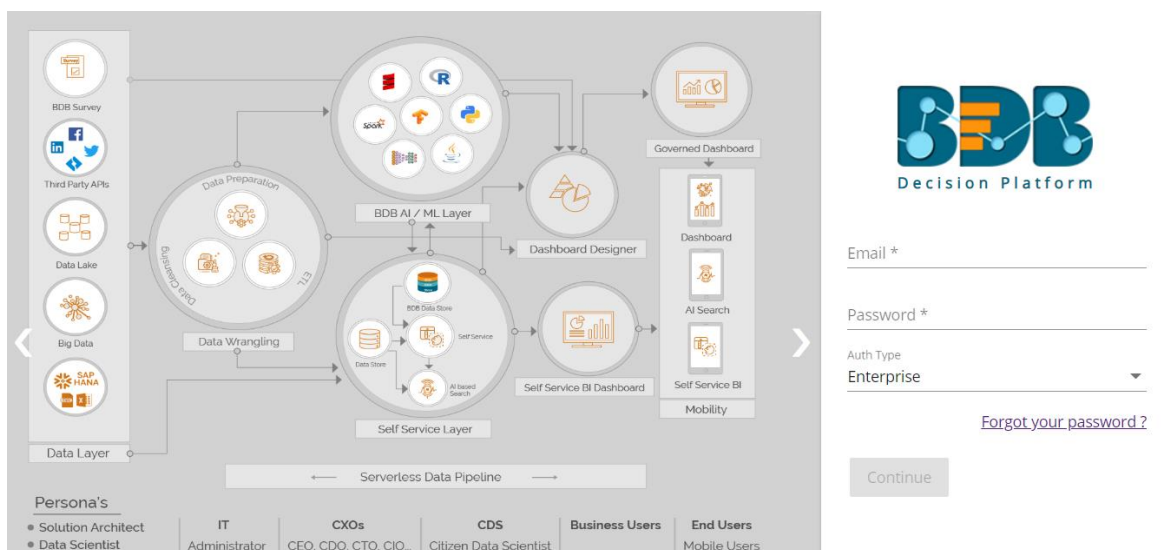 BDB Survey
Third Party APIs
Data Lake
Big Data
SAP
HANA
Data Layer
Data Preparation
Data Cleansing
ETL
Data Wrangling
R
Spark
BDB AI / ML Layer
BDB Data Store
Data Store
Self Service
AI based
Search
Self Service Layer
Dashboard Designer
Self Service BI Dashboard
Governed Dashboard
Dashboard
AI Search
Self Service BI
Mobility
Serverless Data Pipeline
Persona's
Solution Architect
Data Scientist
IT
Administrator
CXOs
CEO, CDO, CTO, CIO...
CDS
Citizen Data Scientist
Business Users
End Users
Mobile Users
BDB
Decision Platform
Email *
Password *
Auth Type
Enterprise
Forgot your password ?
Continue